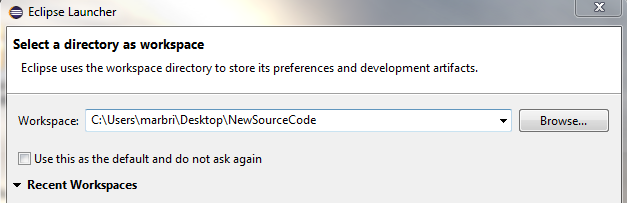 Eclipse Launcher
Select a directory as workspace
Eclipse uses the workspace directory to store its preferences and development artifacts.
Workspace: C:\Users\marbri\Desktop\NewSourceCode Browse...
Use this as the default and do not ask again
Recent Workspaces